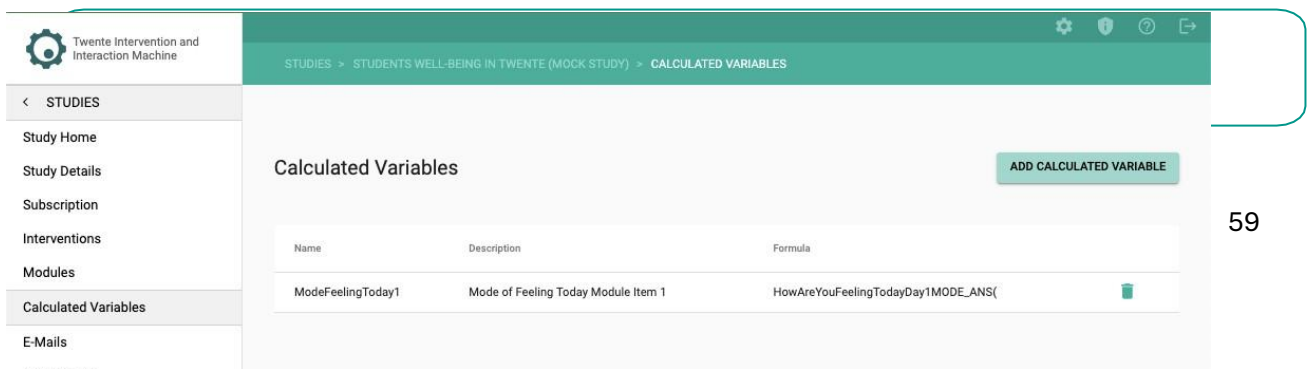 Twente Intervention and
Interaction Machine
STUDIES > STUDENTS WELL-BEING IN TWENTE (MOCK STUDY) > CALCULATED VARIABLES
< STUDIES
Study Home
Study Details
Subscription
Interventions
Modules
Calculated Variables
E-Mails
Calculated Variables
ADD CALCULATED VARIABLE
Name Description Formula
ModeFeelingToday1 Mode of Feeling Today Module Item 1 HowAreYouFeelingTodayDay1MODE_ANS(
59